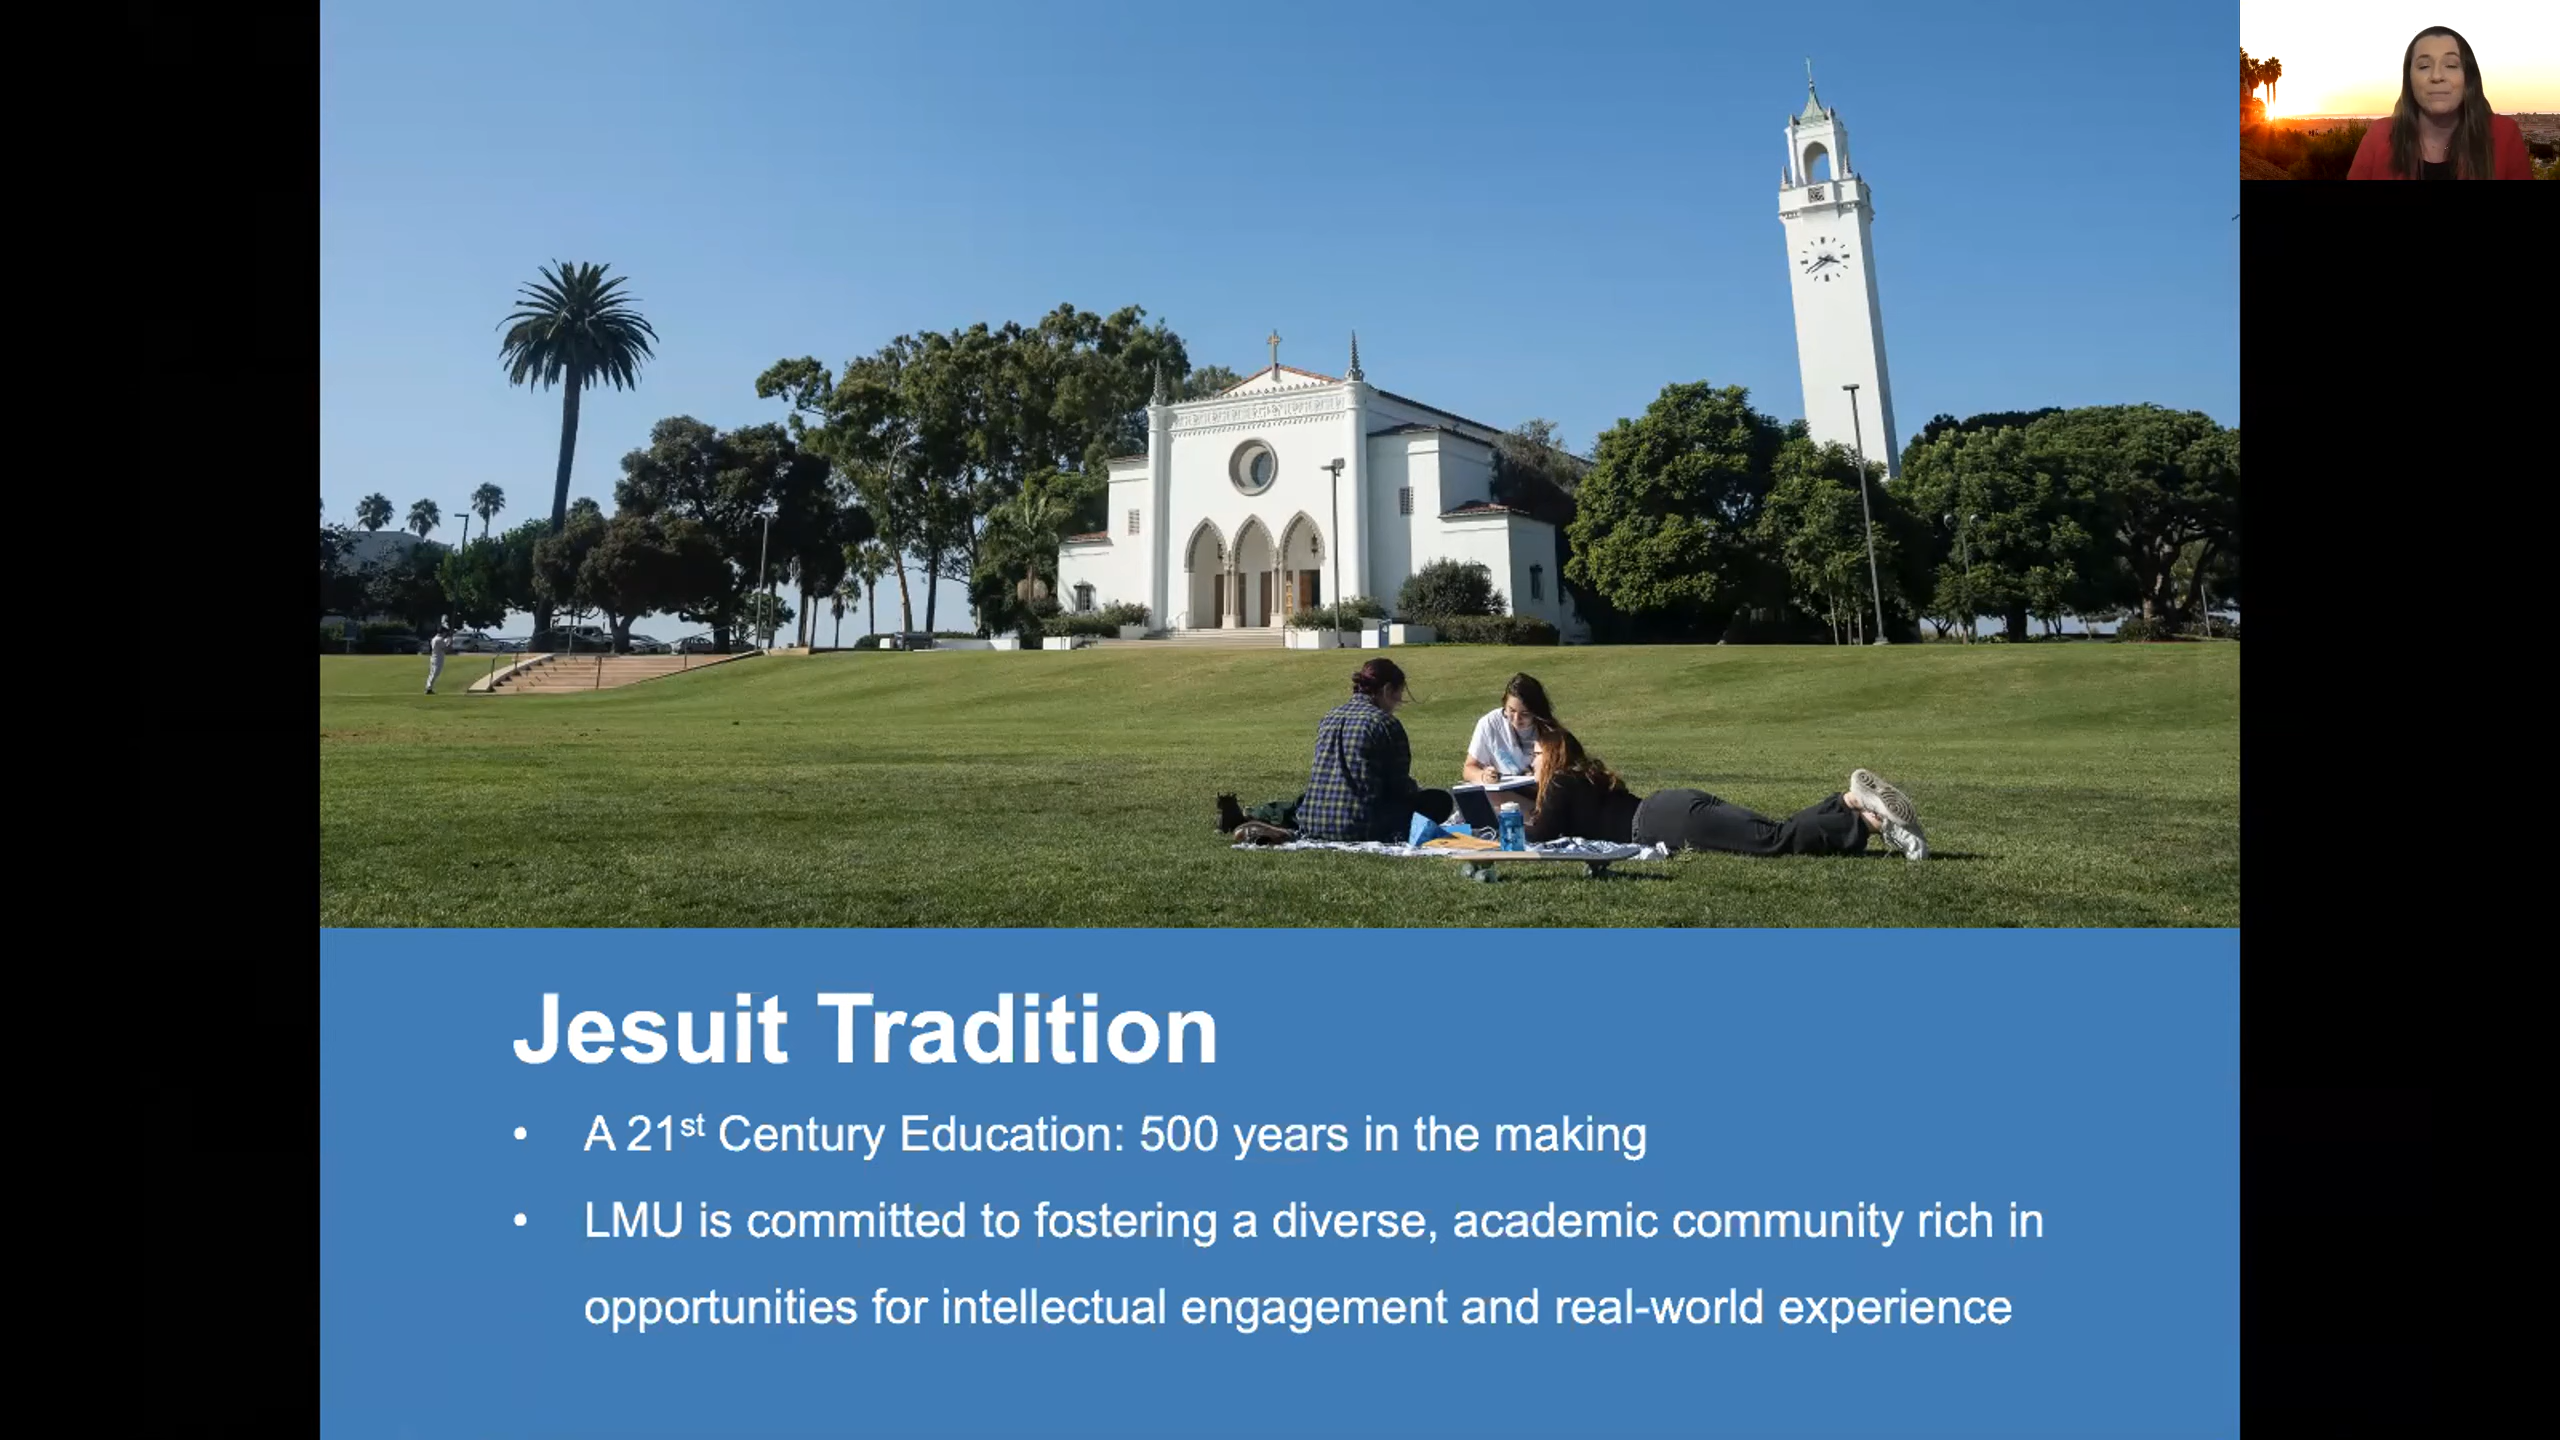 Jesuit Tradition
• A 21st Century Education: 500 years in the making
• LMU is committed to fostering a diverse, academic community rich in
opportunities for intellectual engagement and real-world experience